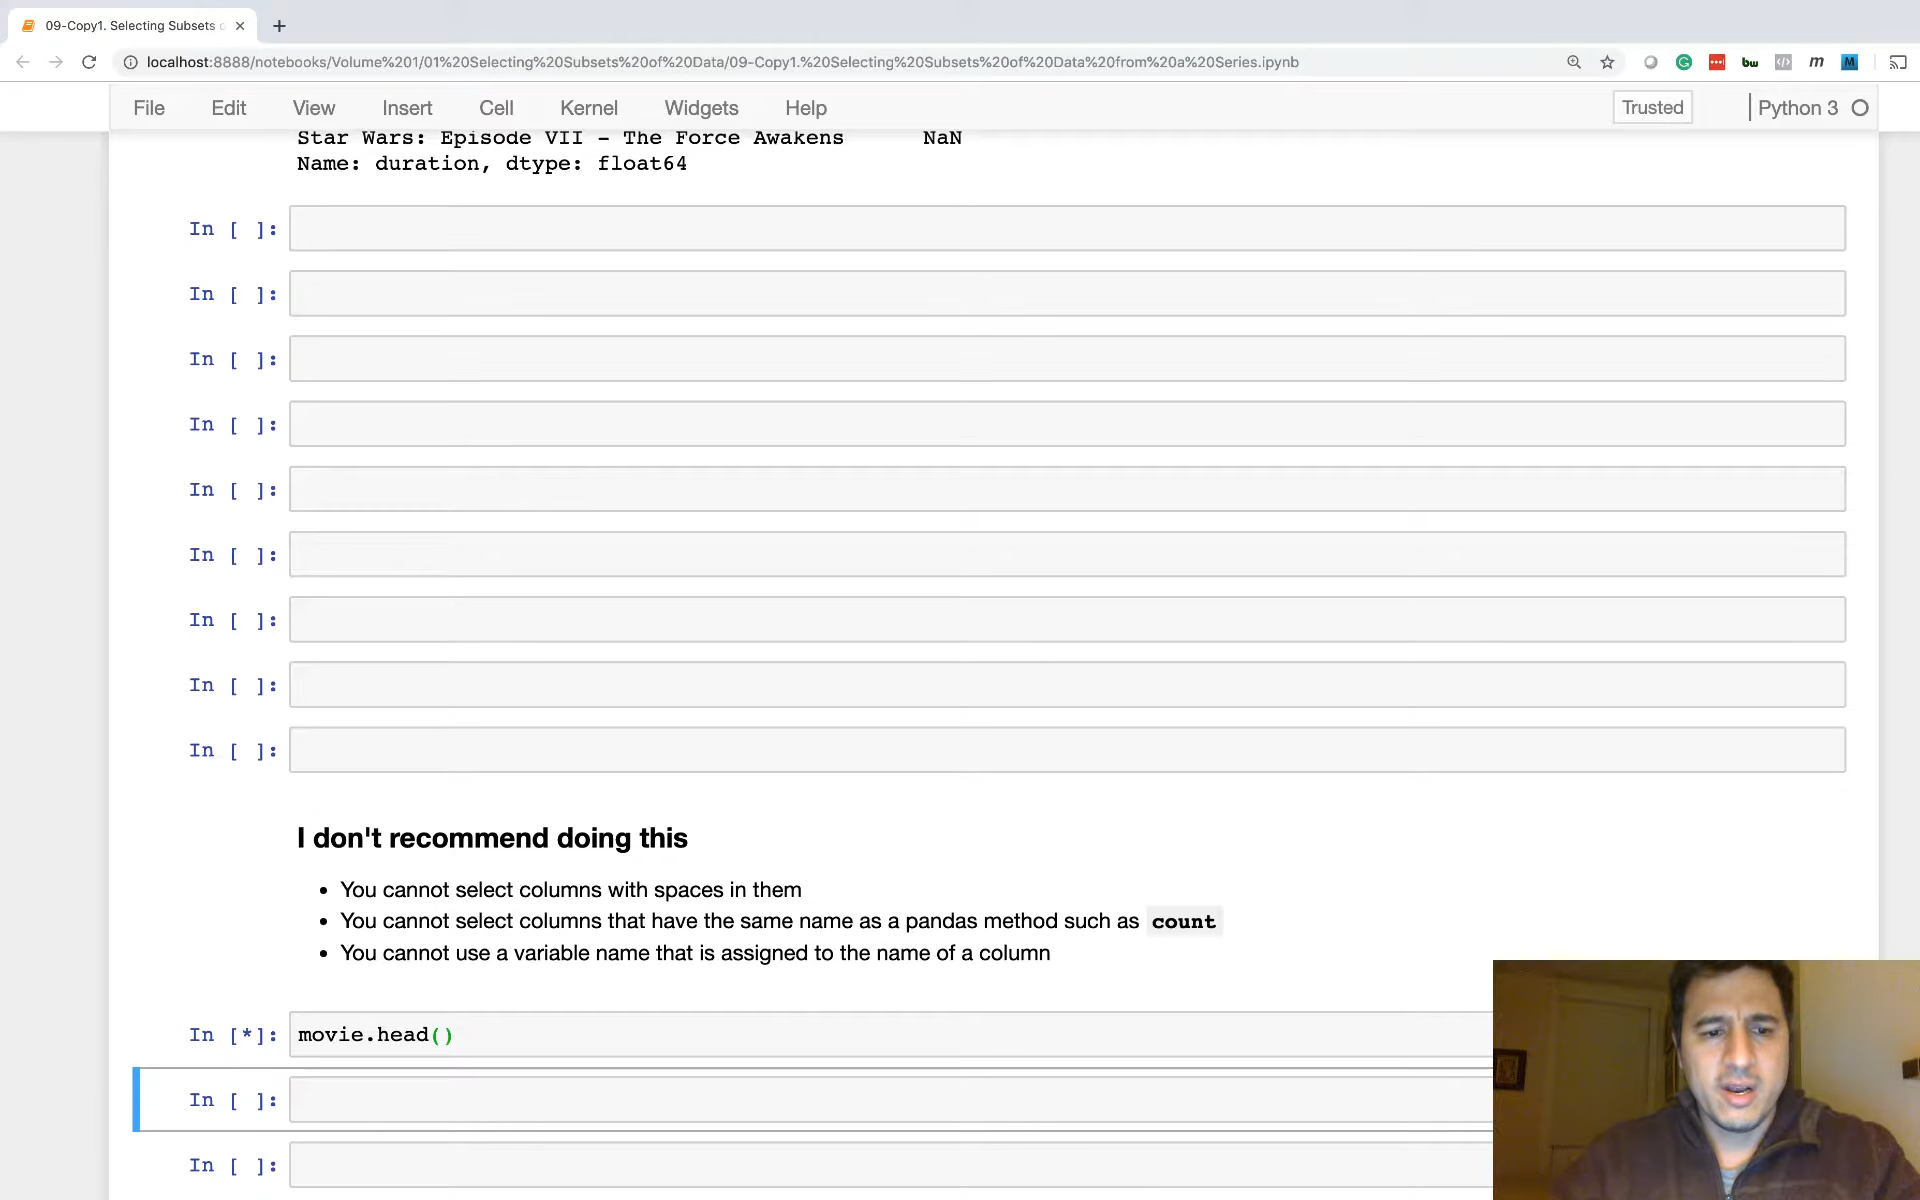 09-Copy1. Selecting Subsets o
localhost:8888/notebooks/Volume%201/01%20Selecting%20Subsets%20of%20Data/09-Copy1.%20Selecting%20Subsets%20of%20Data%20from%20a%20Series.ipynb
bw m M
File Edit View Insert Cell Kernel Widgets Help Trusted Python 3
Star Wars: Episode VII - The Force Awakens NaN
Name: duration, dtype: float64
In [ ]:
In [ ]:
In [ ]:
In [ ]:
In [ ]:
In [ ]:
In [ ]:
In [ ]:
In [ ]:
I don't recommend doing this
• You cannot select columns with spaces in them
• You cannot select columns that have the same name as a pandas method such as count
• You cannot use a variable name that is assigned to the name of a column
In [*]: movie.head()
In [ ]:
In [ ]: